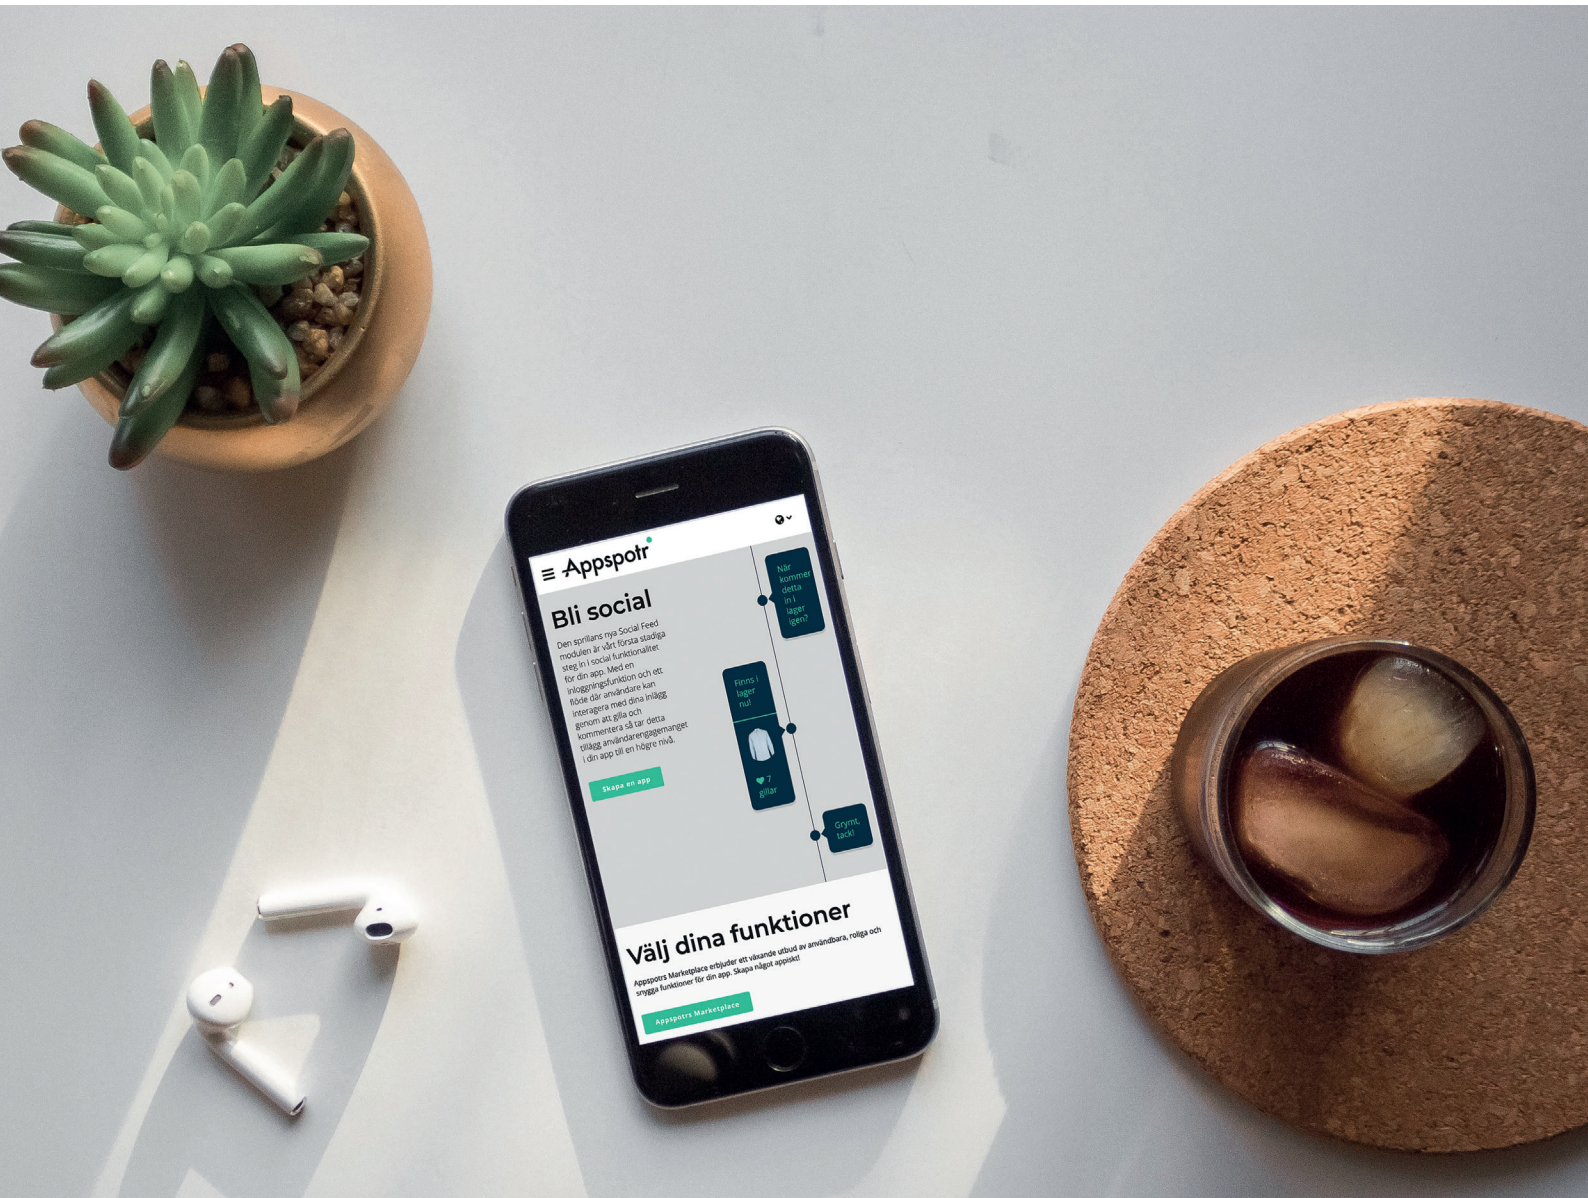 Appspotr
Bli social
Den sprillans nya Social Feed
modulen är vårt första stadiga
steg in i social funktionalitet
för din app. Med en
inloggningsfunktion och ett
flöde där användare kan
interagera med dina inlägg
genom att gilla och
kommentera så tar detta
tillägg användarengagemanget
i din app till en högre nivå.
Skapa en app
När
kommer
detta
in i
lager
igen?
Finns i
lager
nu!
7
gillar
Grymt,
tack!
Välj dina funktioner
Appspotrs Marketplace erbjuder ett växande utbud av användbara, roliga och
snygga funktioner för din app. Skapa något appiskt!
Appspotrs Marketplace